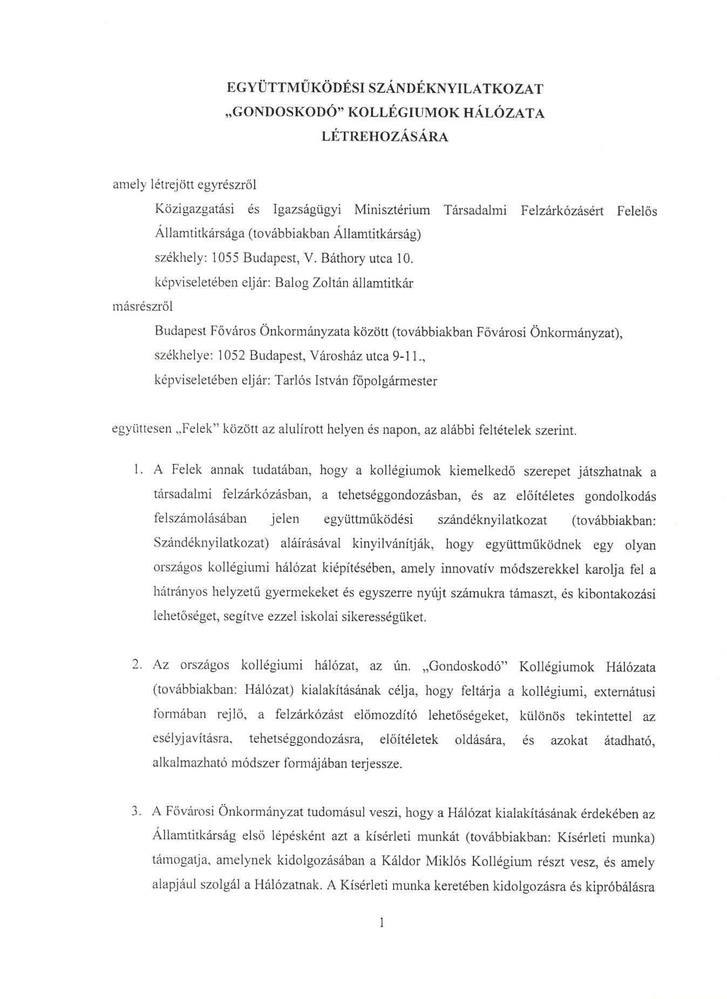 EGYÜTTMŰKÖDÉSI SZÁNDÉKNYILATKOZAT
„GONDOSKODÓ” KOLLÉGIUMOK HÁLÓZATA
LÉTREHOZÁSÁRA
amely létrejött egyrészről
Közigazgatási és Igazságügyi Minisztérium Társadalmi Felzárkózásért Felelős
Államtitkársága (továbbiakban Államtitkárság)
székhely: 1055 Budapest, V. Báthory utca 10.
képviseletében eljár: Balog Zoltán államtitkár
másrészről
Budapest Főváros Önkormányzata között (továbbiakban Fővárosi Önkormányzat),
székhelye: 1052 Budapest, Városház utca 9-11.,
képviseletében eljár: Tarlós István főpolgármester
együttesen „Felek” között az alulírott helyen és napon, az alábbi feltételek szerint.
1. A Felek annak tudatában, hogy a kollégiumok kiemelkedő szerepet játszhatnak a
társadalmi felzárkózásban, a tehetséggondozásban, és az előítéletes gondolkodás
felszámolásában jelen együttműködési szándéknyilatkozat (továbbiakban:
Szándéknyilatkozat) aláírásával kinyilvánítják, hogy együttműködnek egy olyan
országos kollégiumi hálózat kiépítésében, amely innovatív módszerekkel karolja fel a
hátrányos helyzetű gyermekeket és egyszerre nyújt számukra támaszt, és kibontakozási
lehetőséget, segítve ezzel iskolai sikerességüket.
2. Az országos kollégiumi hálózat, az ún. „Gondoskodó” Kollégiumok Hálózata
(továbbiakban: Hálózat) kialakításának célja, hogy feltárja a kollégiumi, externátusi
formában rejlő, a felzárkózást előmozdító lehetőségeket, különös tekintettel az
esélyjavításra, tehetséggondozásra, előítéletek oldására, és azokat átadható,
alkalmazható módszer formájában terjessze.
3. A Fővárosi Önkormányzat tudomásul veszi, hogy a Hálózat kialakításának érdekében az
Államtitkárság első lépésként azt a kísérleti munkát (továbbiakban: Kísérleti munka)
támogatja, amelynek kidolgozásában a Káldor Miklós Kollégium részt vesz, és amely
alapjául szolgál a Hálózatnak. A Kísérleti munka keretében kidolgozásra és kipróbálásra
1